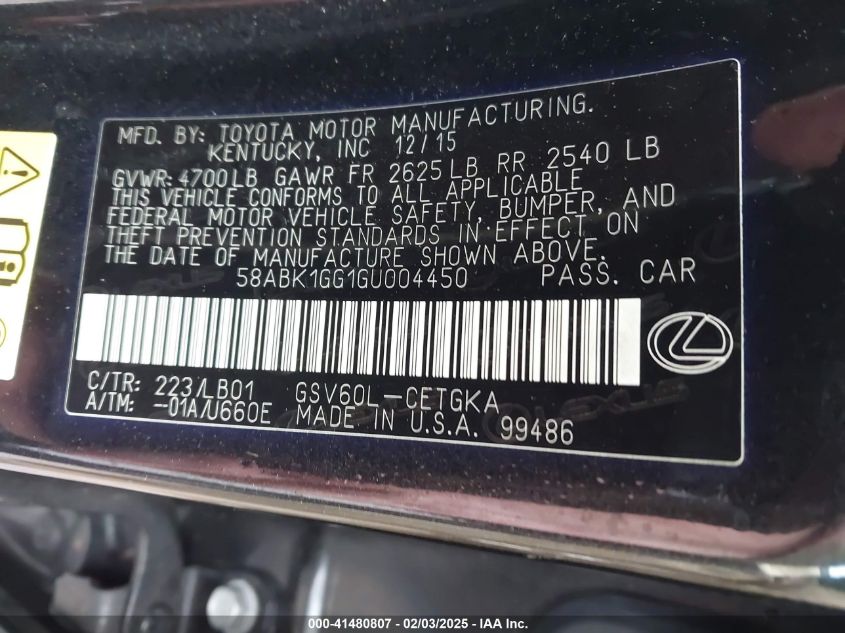 MFD. BY: TOYOTA MOTOR MANUFACTURING.
KENTUCKY, INC 12/15
GVWR: 4700LB GAWR FR 2625LB RR 2540 LB
THIS VEHICLE CONFORMS TO ALL APPLICABLE
FEDERAL MOTOR VEHICLE SAFETY, BUMPER, AND
THEFT PREVENTION STANDARDS IN EFFECT ON
THE DATE OF MANUFACTURE SHOWN ABOVE.
58ABK1GG1GU004450 PASS. CAR
C/TR: 223/LB01 GSV60L-CETGKA
A/TM: -01A/U660E MADE IN U.S.A. 99486
000-41480807 - 02/03/2025 - IAA Inc.